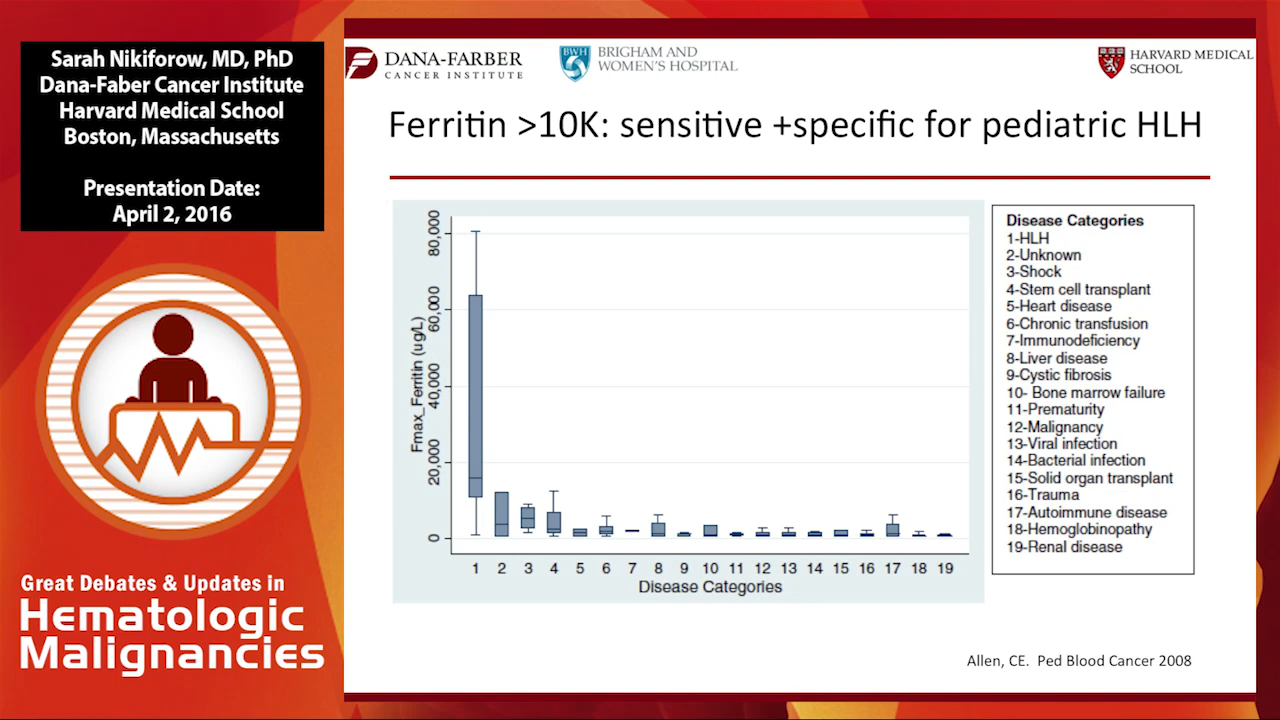 Sarah Nikiforow, MD, PhD
Dana-Faber Cancer Institute
Harvard Medical School
Boston, Massachusetts
Presentation Date:
April 2, 2016
Great Debates & Updates in
Hematologic
Malignancies
DANA-FARBER
CANCER INSTITUTE
BWH
BRIGHAM AND
WOMEN'S HOSPITAL
HARVARD MEDICAL
SCHOOL
Ferritin >10K: sensitive +specific for pediatric HLH
Fmax_Ferritin (ug/L)
80,000
60,000
40,000
20,000
0
1 2 3 4 5 6 7 8 9 10 11 12 13 14 15 16 17 18 19
Disease Categories
Disease Categories
1-HLH
2-Unknown
3-Shock
4-Stem cell transplant
5-Heart disease
6-Chronic transfusion
7-Immunodeficiency
8-Liver disease
9-Cystic fibrosis
10- Bone marrow failure
11-Prematurity
12-Malignancy
13-Viral infection
14-Bacterial infection
15-Solid organ transplant
16-Trauma
17-Autoimmune disease
18-Hemoglobinopathy
19-Renal disease
Allen, CE. Ped Blood Cancer 2008